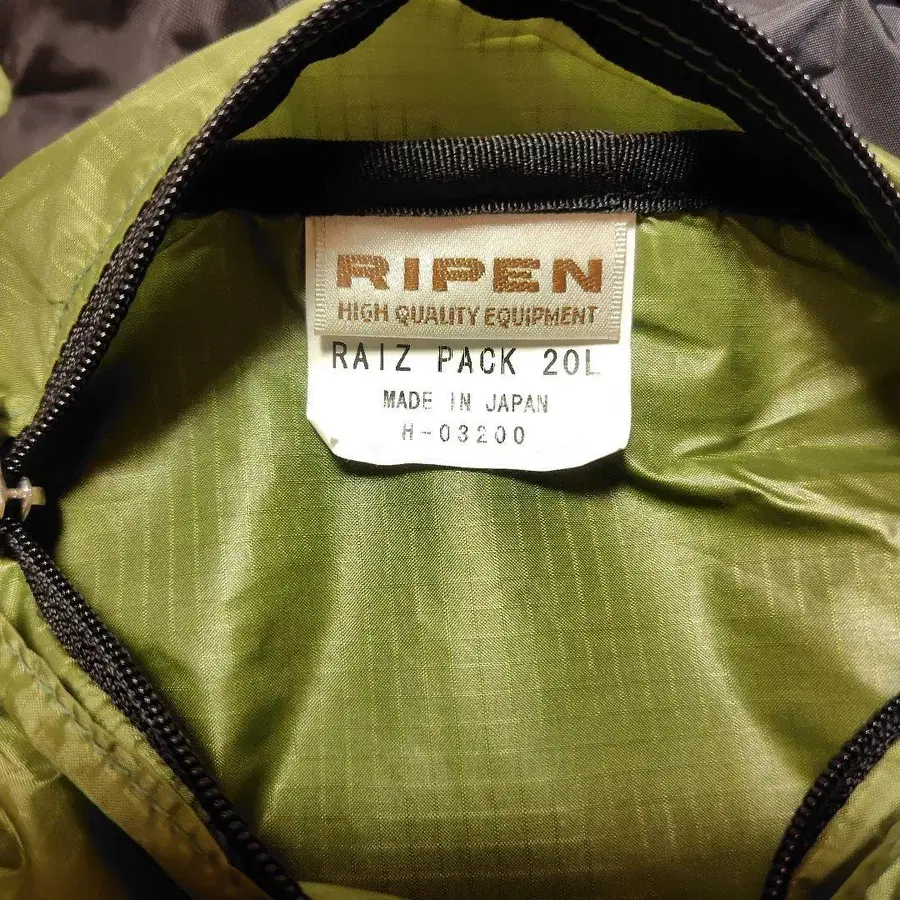 RIPEN
HIGH QUALITY EQUIPMENT
RAIZ PACK 20L
MADE IN JAPAN
H-03200